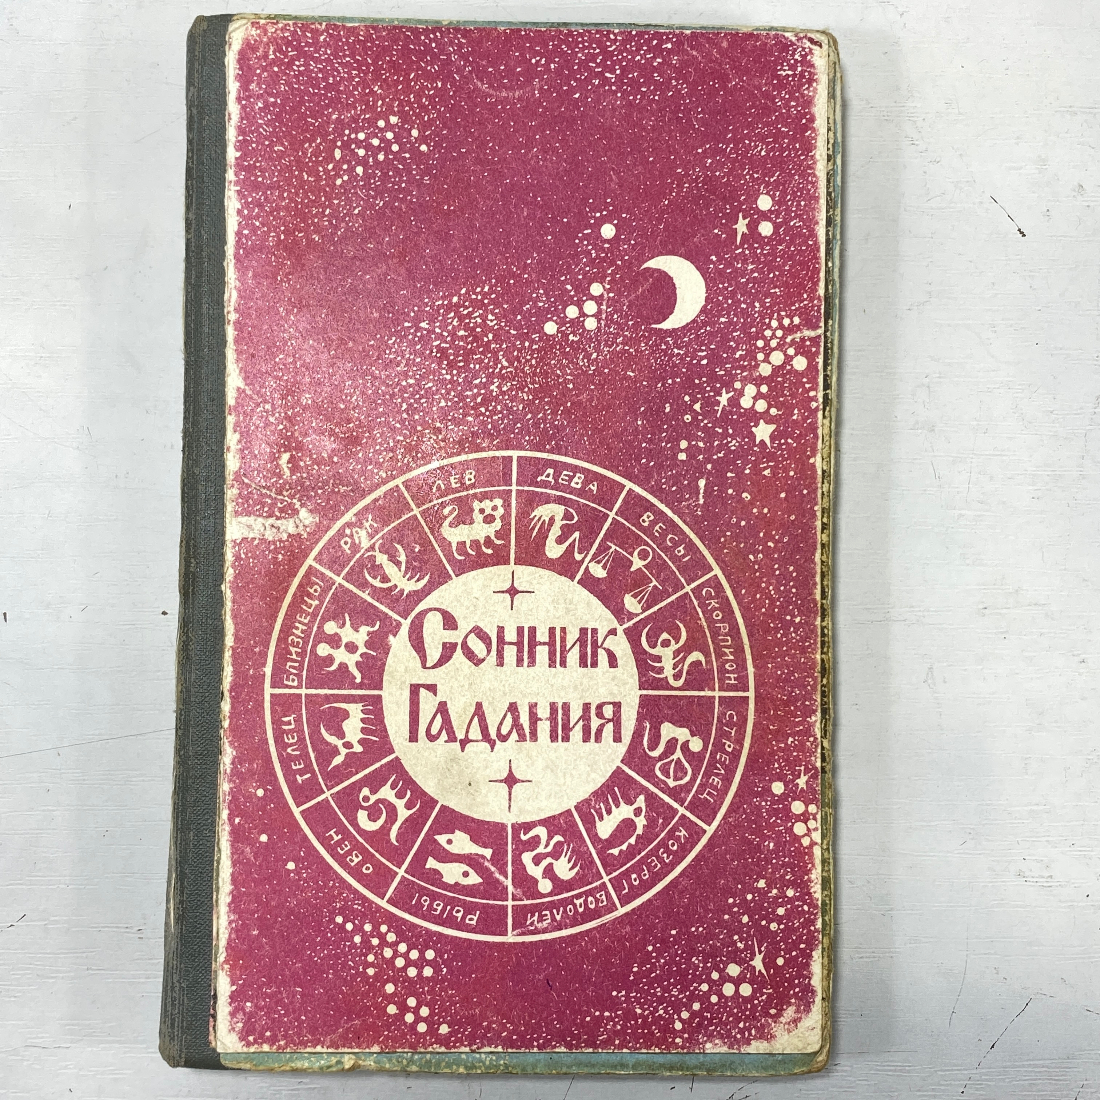 Сонник
Гадания
ЛЕВ
ДЕВА
ВЕСЫ
СКОРПИОН
СТРЕЛЕЦ
КОЗЕРОГ
ВОДОЛЕЙ
РЫБЫ
ОВЕН
ТЕЛЕЦ
БЛИЗНЕЦЫ
РАК